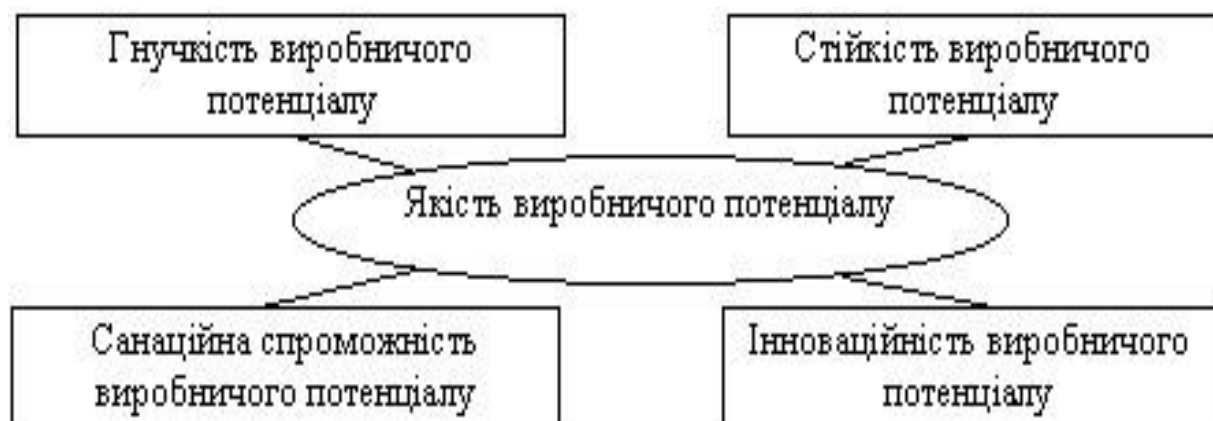 Гнучкість виробничого
потенціалу
Стійкість виробничого
потенціалу
Якість виробничого потенціалу
Санаційна спроможність
виробничого потенціалу
Інноваційність виробничого
потенціалу